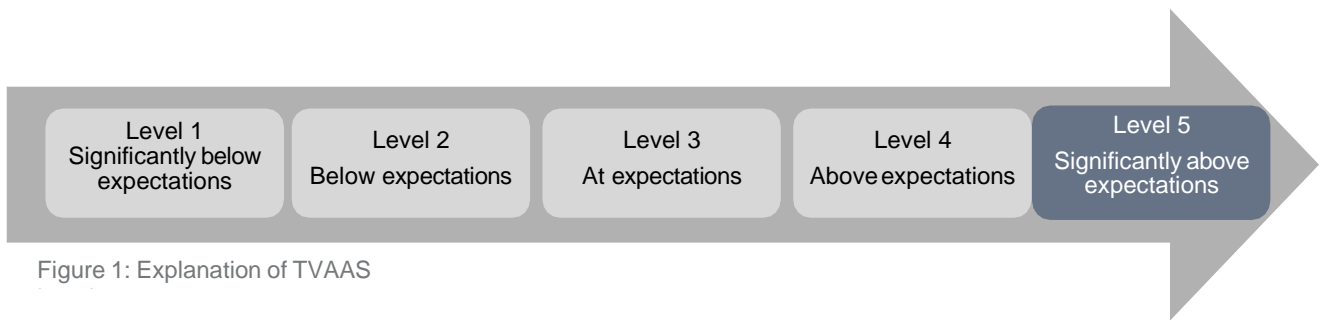 Level 1
Significantly below
expectations
Level 2
Below expectations
Level 3
At expectations
Level 4
Above expectations
Level 5
Significantly above
expectations
Figure 1: Explanation of TVAAS